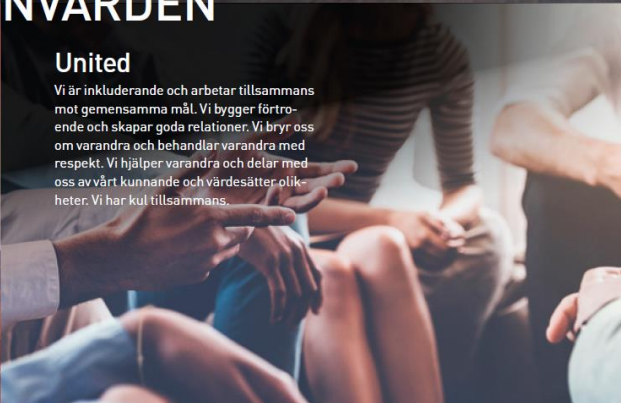 NVÄRDEN
United
Vi är inkluderande och arbetar tillsammans
mot gemensamma mål. Vi bygger förtro-
ende och skapar goda relationer. Vi bryr oss
om varandra och behandlar varandra med
respekt. Vi hjälper varandra och delar med
oss av vårt kunnande och värdesätter olik-
heter. Vi har kul tillsammans.